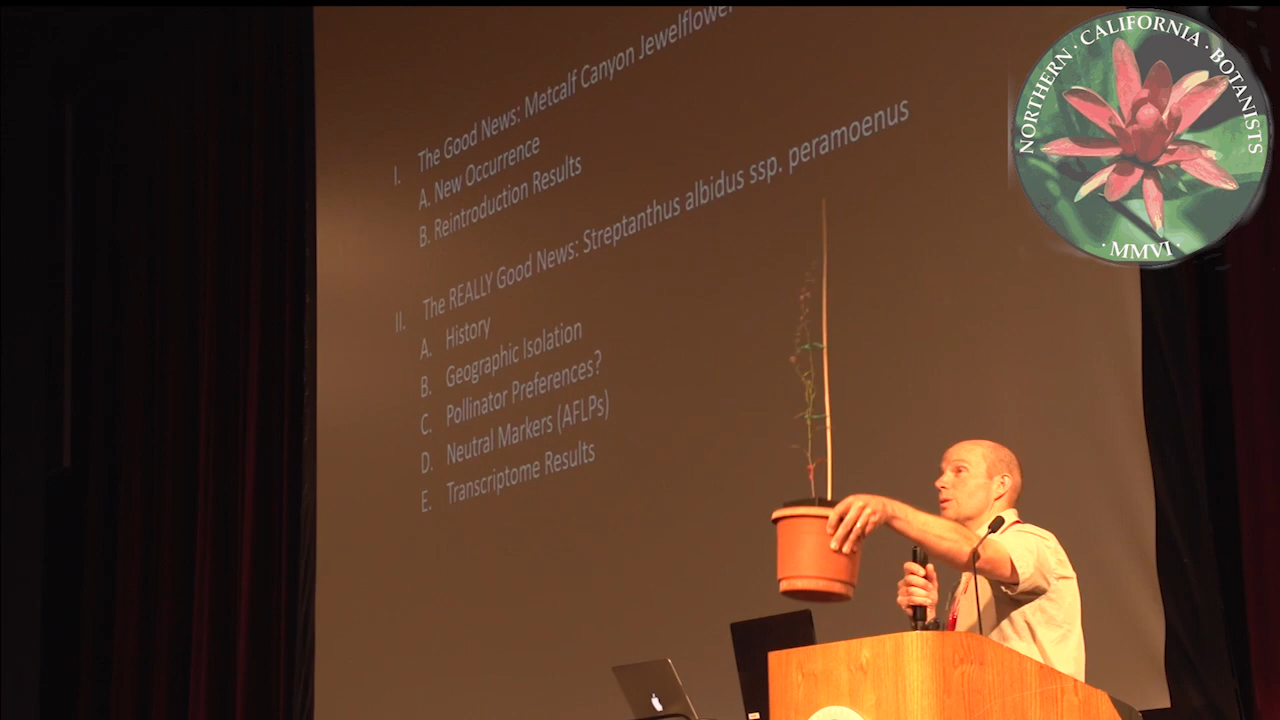 I. The Good News: Metcalf Canyon Jewelflower
A. New Occurrence
B. Reintroduction Results
II. The REALLY Good News: Streptanthus albidus ssp. peramoenus
A. History
B. Geographic Isolation
C. Pollinator Preferences?
D. Neutral Markers (AFLPs)
E. Transcriptome Results
NORTHERN · CALIFORNIA · BOTANISTS
· MMVI ·